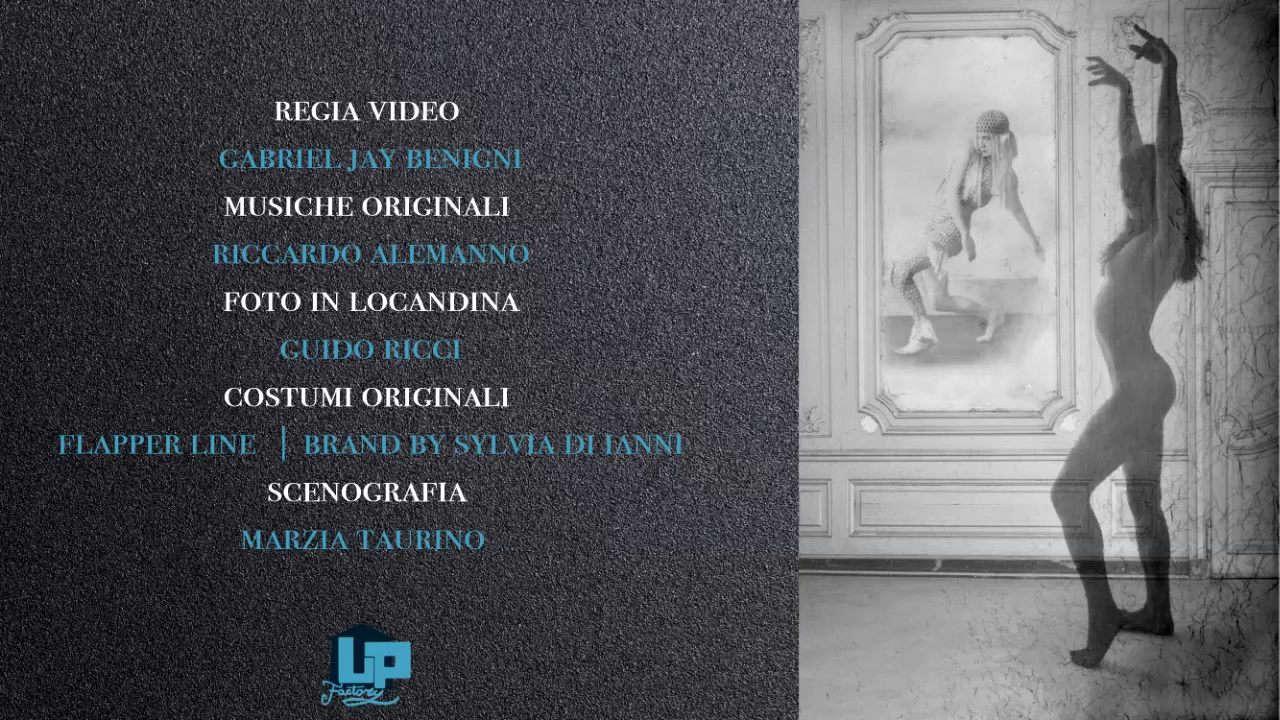 REGIA VIDEO
GABRIEL JAY BENIGNI
MUSICHE ORIGINALI
RICCARDO ALEMANNO
FOTO IN LOCANDINA
GUIDO RICCI
COSTUMI ORIGINALI
FLAPPER LINE | BRAND BY SYLVIA DI IANNI
SCENOGRAFIA
MARZIA TAURINO
UP
Factory